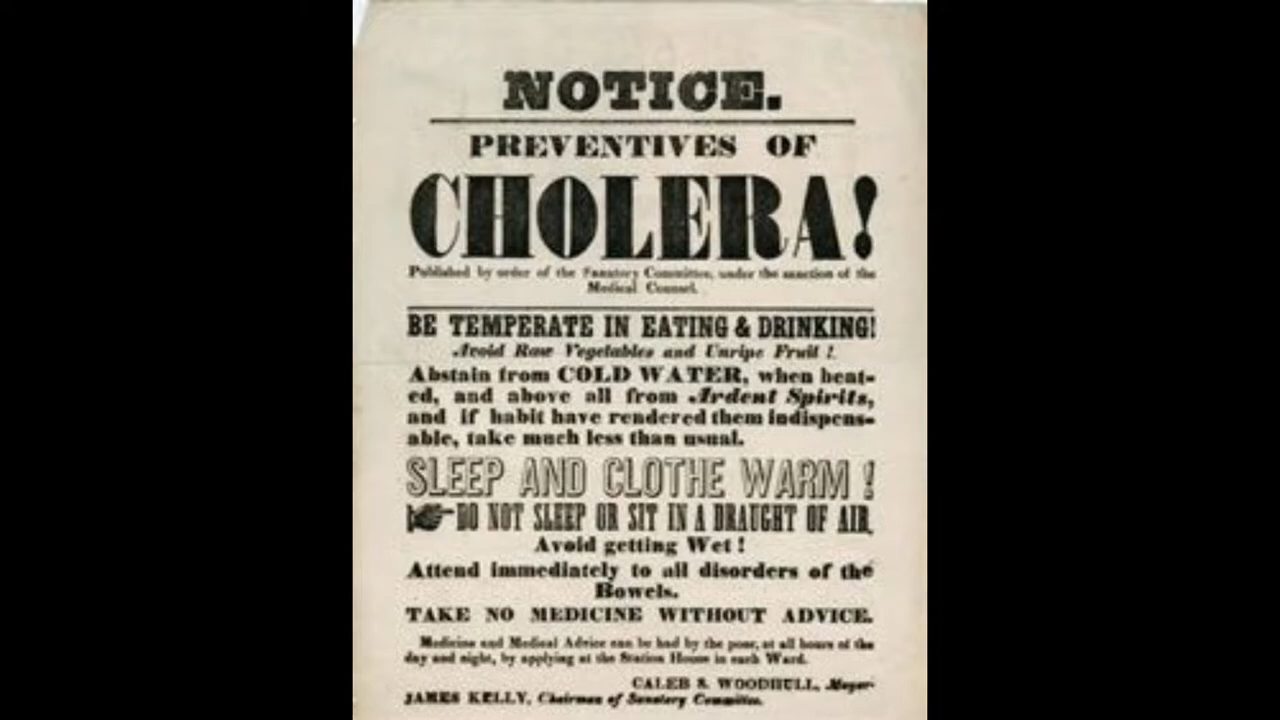 NOTICE.
PREVENTIVES OF
CHOLERA!
Published by order of the Sanatory Committee, under the sanction of the
Medical Counsel.
BE TEMPERATE IN EATING & DRINKING!
Avoid Raw Vegetables and Unripe Fruit !
Abstain from COLD WATER, when heat-
ed, and above all from Ardent Spirits,
and if habit have rendered them indispens-
able, take much less than usual.
SLEEP AND CLOTHE WARM !
DO NOT SLEEP OR SIT IN A DRAUGHT OF AIR,
Avoid getting Wet !
Attend immediately to all disorders of the
Bowels.
TAKE NO MEDICINE WITHOUT ADVICE.
Medicine and Medical Advice can be had by the poor, at all hours of the
day and night, by applying at the Station House in each Ward.
CALEB S. WOODHULL, Mayor
JAMES KELLY, Chairman of Sanatory Committee.